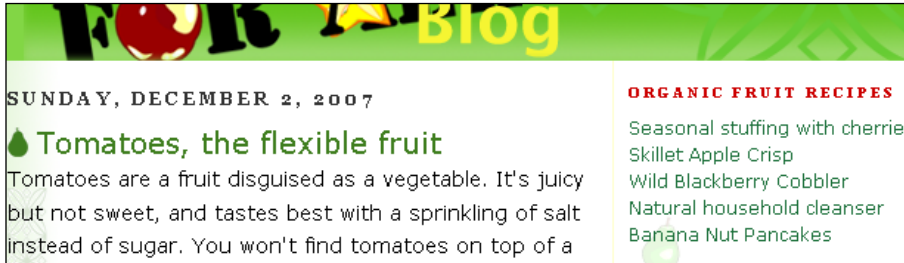 FOR ALL
Blog
SUNDAY, DECEMBER 2, 2007
Tomatoes, the flexible fruit
Tomatoes are a fruit disguised as a vegetable. It's juicy
but not sweet, and tastes best with a sprinkling of salt
instead of sugar. You won't find tomatoes on top of a
ORGANIC FRUIT RECIPES
Seasonal stuffing with cherrie
Skillet Apple Crisp
Wild Blackberry Cobbler
Natural household cleanser
Banana Nut Pancakes